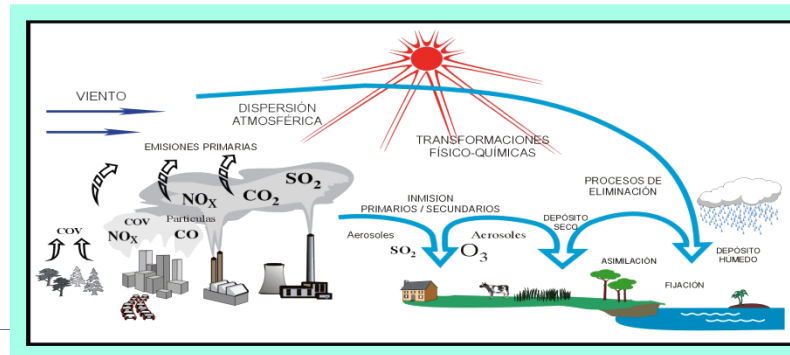 VIENTO
DISPERSIÓN
ATMOSFÉRICA
TRANSFORMACIONES
FÍSICO-QUÍMICAS
EMISIONES PRIMARIAS
PROCESOS DE
ELIMINACIÓN
SO2
NOX
CO2
Partículas
COV
NOX
CO
COV
INMISION
PRIMARIOS / SECUNDARIOS
Aerosoles
SO2
Aerosoles
O3
DEPÓSITO
SECO
DEPÓSITO
HÚMEDO
ASIMILACIÓN
FIJACIÓN